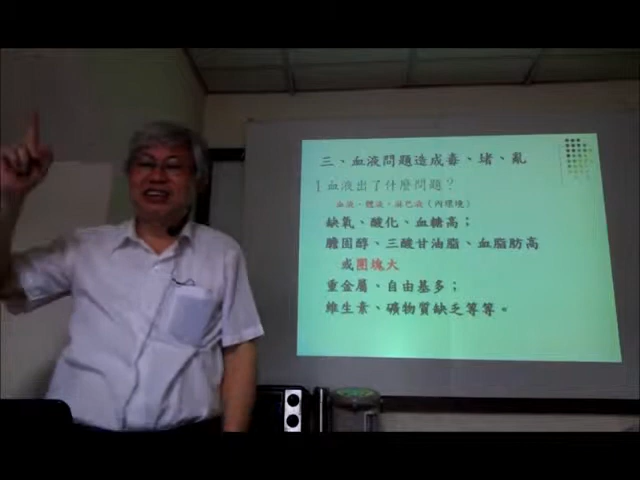 三、血液問題造成毒、堵、亂
1 血液出了什麼問題？
血液、體液、淋巴液（內環境）
缺氧、酸化、血糖高；
膽固醇、三酸甘油脂、血脂肪高
或團塊大
重金屬、自由基多；
維生素、礦物質缺乏等等。